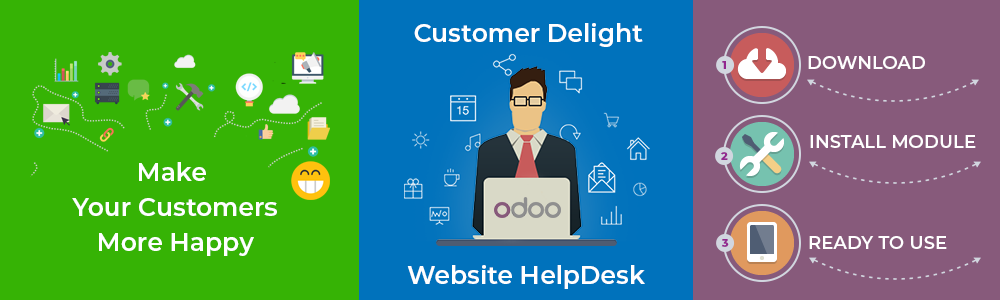 Make
Your Customers
More Happy
Customer Delight
15
</>
odoo
Website HelpDesk
1
DOWNLOAD
2
INSTALL MODULE
3
READY TO USE